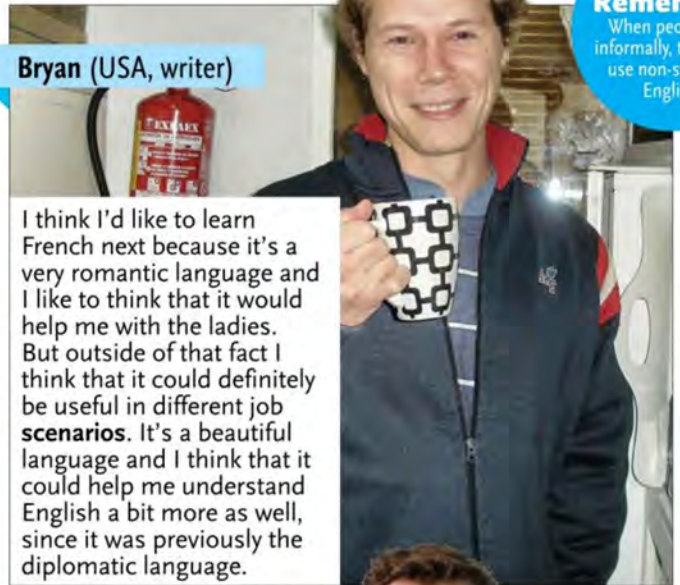 Remem
When peo
informally, t
use non-s
Engli
Bryan (USA, writer)
EXFAEX
I think I'd like to learn
French next because it's a
very romantic language and
I like to think that it would
help me with the ladies.
But outside of that fact I
think that it could definitely
be useful in different job
scenarios. It's a beautiful
language and I think that it
could help me understand
English a bit more as well,
since it was previously the
diplomatic language.